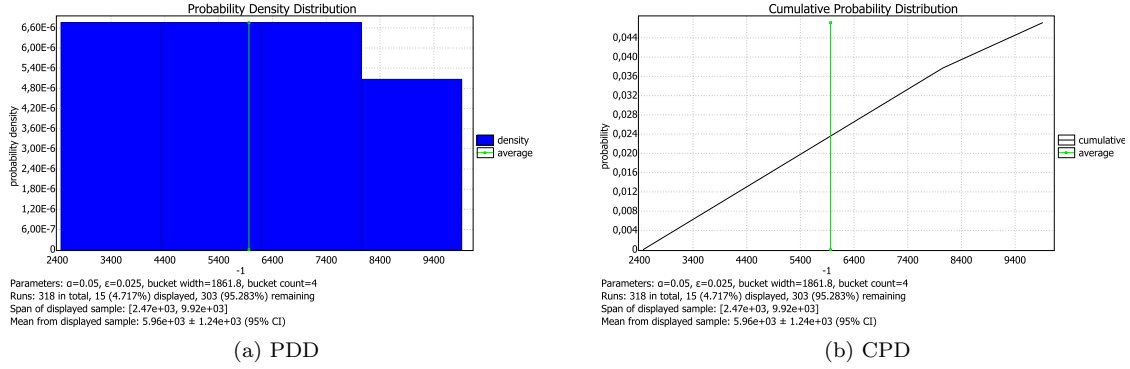 Probability Density Distribution
6,60E-6
6,00E-6
5,40E-6
4,80E-6
4,20E-6
3,60E-6
3,00E-6
2,40E-6
1,80E-6
1,20E-6
6,00E-7
0
probability density
2400 3400 4400 5400 6400 7400 8400 9400
-1
density
average
Parameters: α=0.05, ε=0.025, bucket width=1861.8, bucket count=4
Runs: 318 in total, 15 (4.717%) displayed, 303 (95.283%) remaining
Span of displayed sample: [2.47e+03, 9.92e+03]
Mean from displayed sample: 5.96e+03 ± 1.24e+03 (95% CI)
(a) PDD
Cumulative Probability Distribution
0,044
0,040
0,036
0,032
0,028
0,024
0,020
0,016
0,012
0,008
0,004
0
probability
2400 3400 4400 5400 6400 7400 8400 9400
-1
cumulative
average
Parameters: α=0.05, ε=0.025, bucket width=1861.8, bucket count=4
Runs: 318 in total, 15 (4.717%) displayed, 303 (95.283%) remaining
Span of displayed sample: [2.47e+03, 9.92e+03]
Mean from displayed sample: 5.96e+03 ± 1.24e+03 (95% CI)
(b) CPD